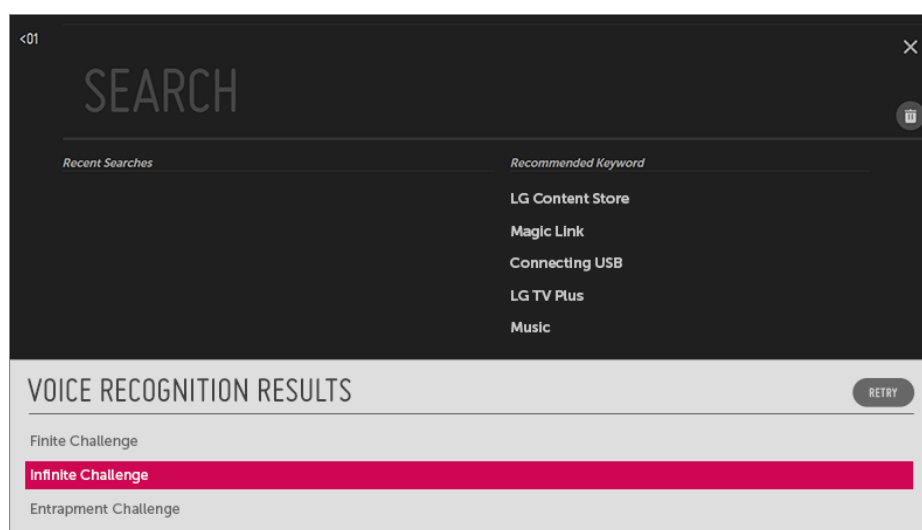 <01
SEARCH
Recent Searches
Recommended Keyword
LG Content Store
Magic Link
Connecting USB
LG TV Plus
Music
VOICE RECOGNITION RESULTS
RETRY
Finite Challenge
Infinite Challenge
Entrapment Challenge